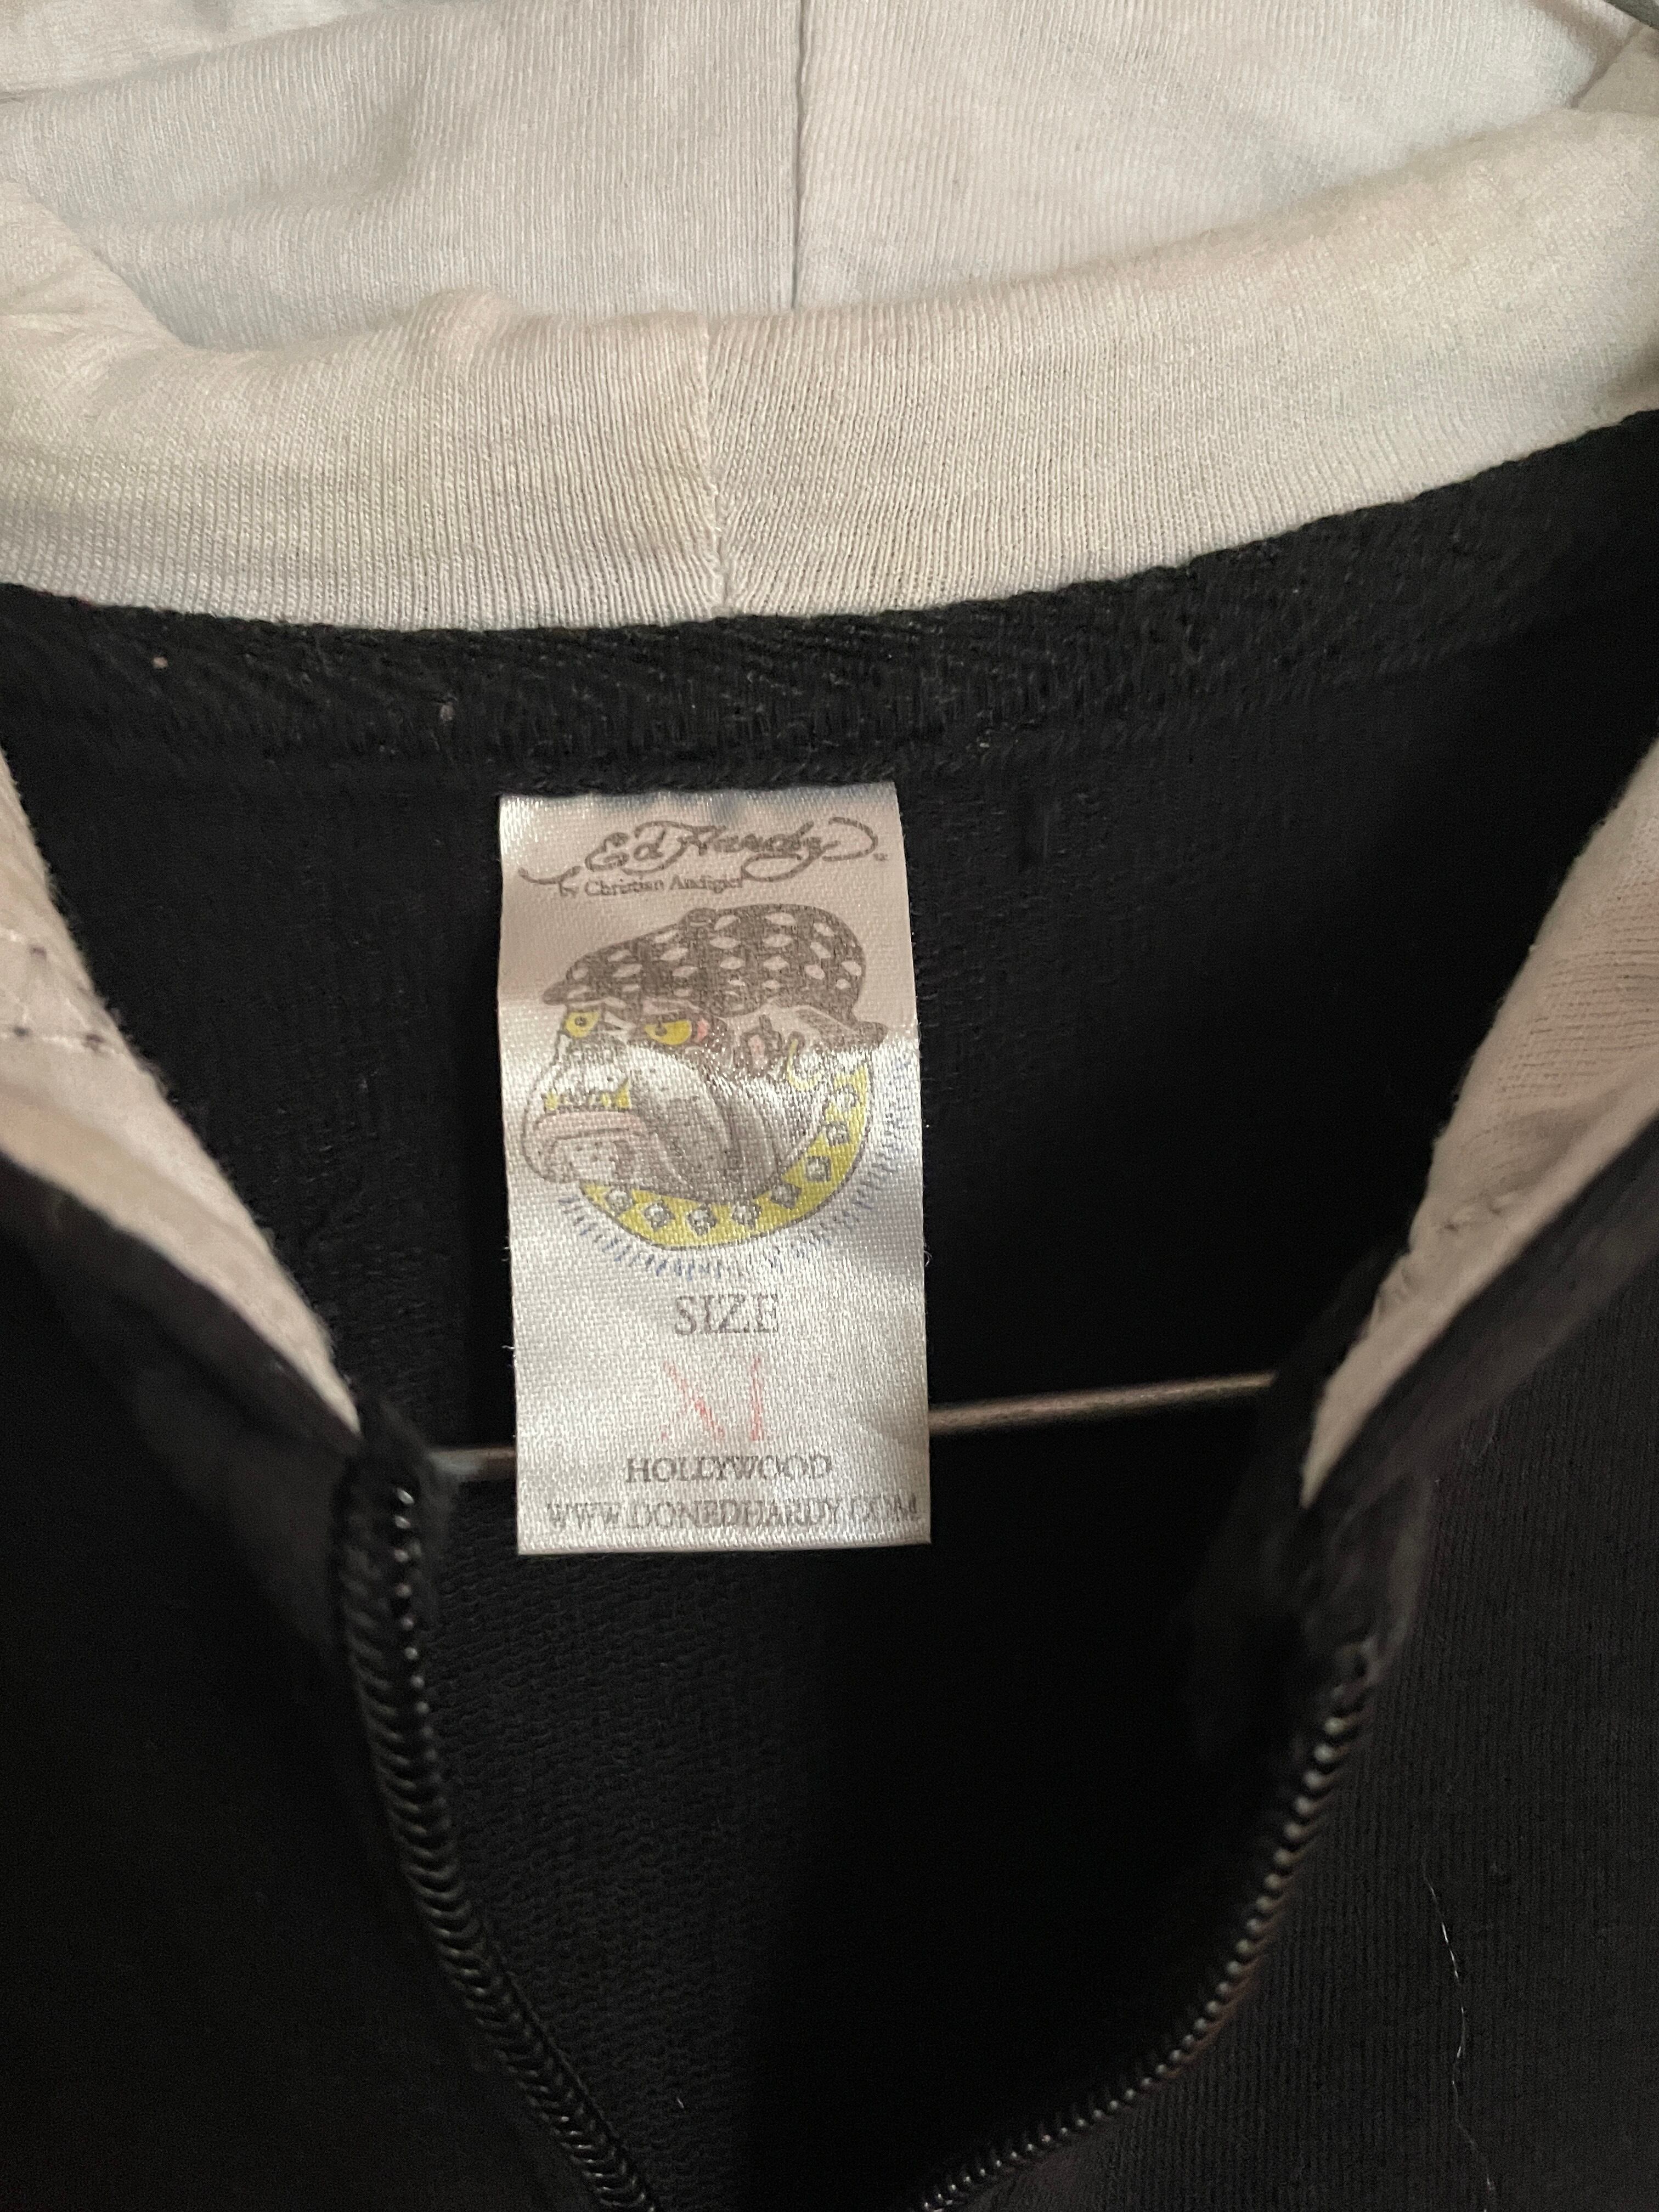 Ed Hardy
by Christian Audigier
SIZE
XL
HOLLYWOOD
WWW.DONEDHARDY.COM